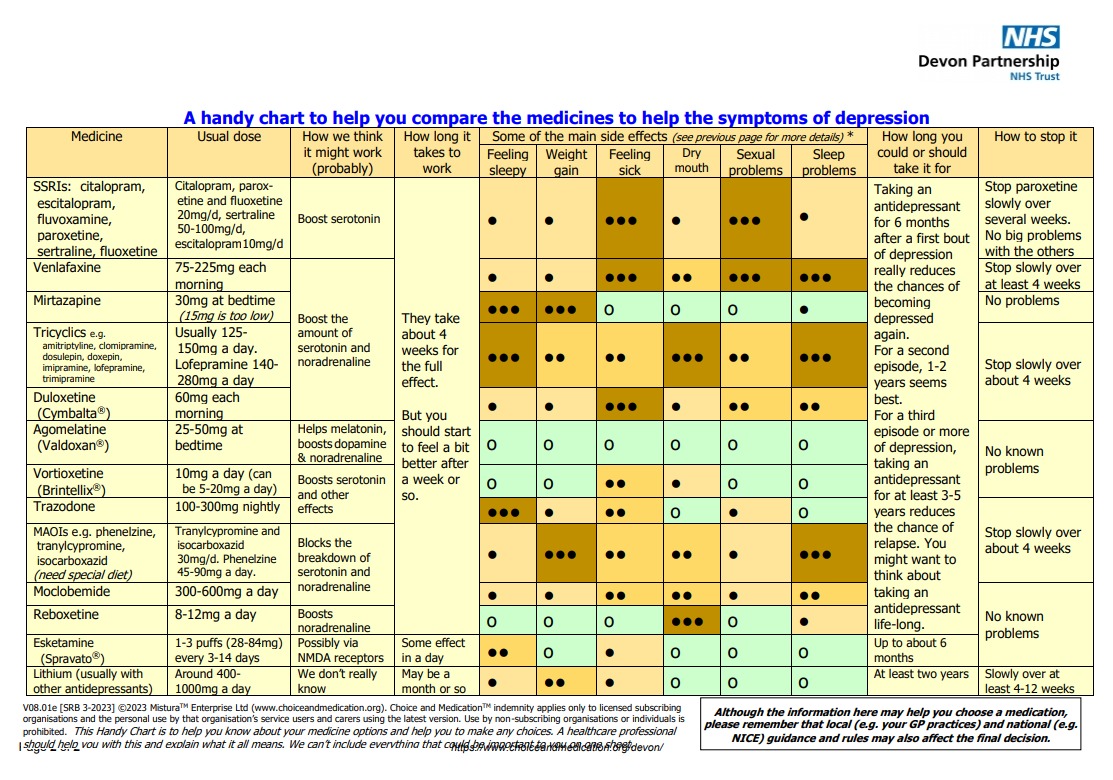 NHS
Devon Partnership
NHS Trust
A handy chart to help you compare the medicines to help the symptoms of depression
Medicine
Usual dose
How we think
it might work
(probably)
How long it
takes to
work
Some of the main side effects (see previous page for more details) *
Feeling
sleepy
Weight
gain
Feeling
sick
Dry
mouth
Sexual
problems
Sleep
problems
How long you
could or should
take it for
How to stop it
SSRIs: citalopram,
escitalopram,
fluvoxamine,
paroxetine,
sertraline, fluoxetine
Citalopram, parox-
etine and fluoxetine
20mg/d, sertraline
50-100mg/d,
escitalopram10mg/d
Boost serotonin
They take
about 4
weeks for
the full
effect.
But you
should start
to feel a bit
better after
a week or
so.
● ● ●●● ● ●●● ●
Taking an
antidepressant
for 6 months
after a first bout
of depression
really reduces
the chances of
becoming
depressed
again.
For a second
episode, 1-2
years seems
best.
For a third
episode or more
of depression,
taking an
antidepressant
for at least 3-5
years reduces
the chance of
relapse. You
might want to
think about
taking an
antidepressant
life-long.
Stop paroxetine
slowly over
several weeks.
No big problems
with the others
Venlafaxine
75-225mg each
morning
Boost the
amount of
serotonin and
noradrenaline
● ● ●●● ●● ●●● ●●●
Stop slowly over
at least 4 weeks
Mirtazapine
30mg at bedtime
(15mg is too low)
●●● ●●● O O O ●
No problems
Tricyclics e.g.
amitriptyline, clomipramine,
dosulepin, doxepin,
imipramine, lofepramine,
trimipramine
Usually 125-
150mg a day.
Lofepramine 140-
280mg a day
●●● ●● ●● ●●● ●● ●●●
Stop slowly over
about 4 weeks
Duloxetine
(Cymbalta®)
60mg each
morning
● ● ●●● ● ●● ●●
Agomelatine
(Valdoxan®)
25-50mg at
bedtime
Helps melatonin,
boosts dopamine
& noradrenaline
O O O O O O
No known
problems
Vortioxetine
(Brintellix®)
10mg a day (can
be 5-20mg a day)
Boosts serotonin
and other
effects
O O ●● ● O O
Trazodone
100-300mg nightly
●●● ● ●● O ● O
Stop slowly over
about 4 weeks
MAOIs e.g. phenelzine,
tranylcypromine,
isocarboxazid
(need special diet)
Tranylcypromine and
isocarboxazid
30mg/d. Phenelzine
45-90mg a day.
Blocks the
breakdown of
serotonin and
noradrenaline
● ●●● ●● ●● ● ●●●
Moclobemide
300-600mg a day
● ● ●● ●● ● ●●
No known
problems
Reboxetine
8-12mg a day
Boosts
noradrenaline
O O O ●●● O ●
Esketamine
(Spravato®)
1-3 puffs (28-84mg)
every 3-14 days
Possibly via
NMDA receptors
Some effect
in a day
●● O ● O O O
Up to about 6
months
Lithium (usually with
other antidepressants)
Around 400-
1000mg a day
We don't really
know
May be a
month or so
● ●● ● O O O
At least two years
Slowly over at
least 4-12 weeks
V08.01e [SRB 3-2023] ©2023 Mistura™ Enterprise Ltd (www.choiceandmedication.org). Choice and Medication™ indemnity applies only to licensed subscribing
organisations and the personal use by that organisation's service users and carers using the latest version. Use by non-subscribing organisations or individuals is
prohibited. This Handy Chart is to help you know about your medicine options and help you to make any choices. A healthcare professional
should help you with this and explain what it all means. We can't include everything that could be important to you on one sheet.
https://www.choiceandmedication.org/devon/
Although the information here may help you choose a medication,
please remember that local (e.g. your GP practices) and national (e.g.
NICE) guidance and rules may also affect the final decision.